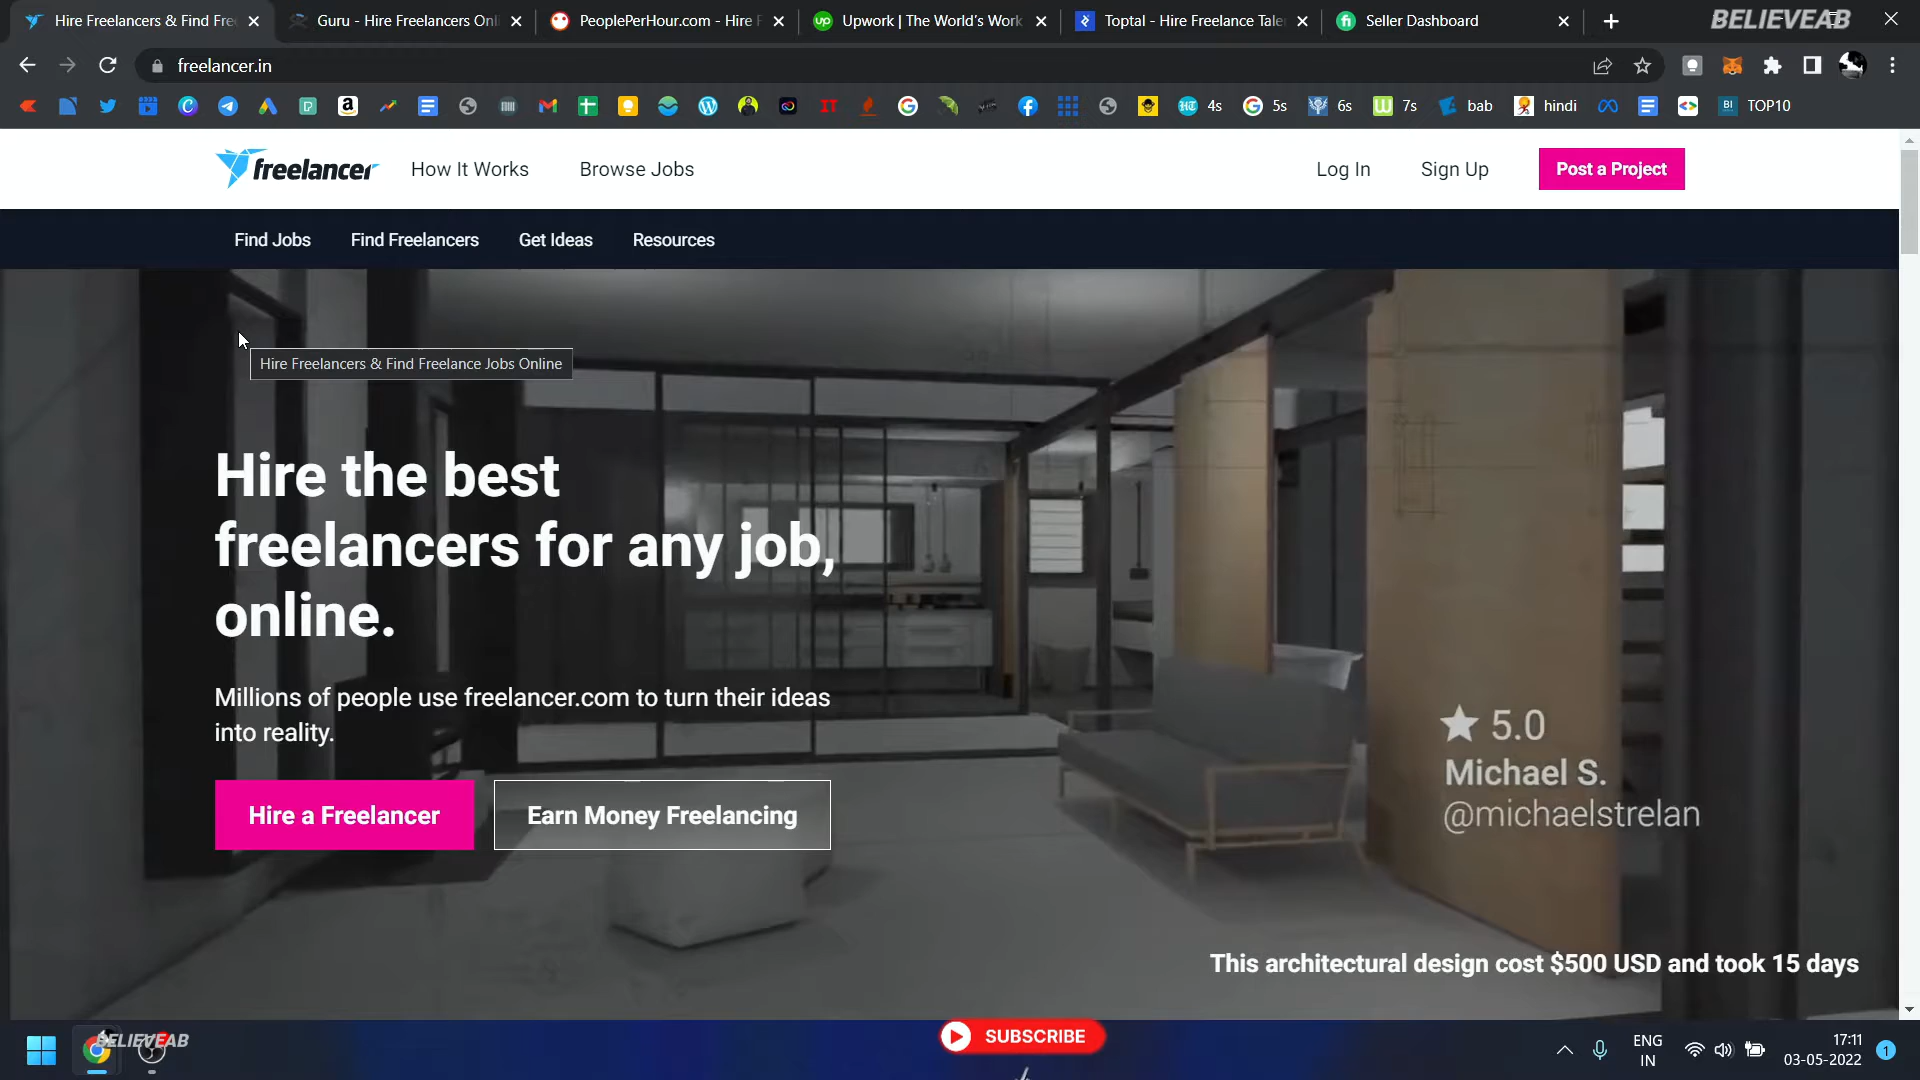 Hire Freelancers & Find Fre
Guru - Hire Freelancers Onli
PeoplePerHour.com - Hire F
Upwork | The World's Work
Toptal - Hire Freelance Tale
Seller Dashboard
BELIEVEAB
freelancer.in
4s
5s
6s
7s
bab
hindi
TOP10
freelancer
How It Works
Browse Jobs
Log In
Sign Up
Post a Project
Find Jobs
Find Freelancers
Get Ideas
Resources
Hire Freelancers & Find Freelance Jobs Online
Hire the best
freelancers for any job,
online.
Millions of people use freelancer.com to turn their ideas
into reality.
Hire a Freelancer
Earn Money Freelancing
5.0
Michael S.
@michaelstrelan
This architectural design cost $500 USD and took 15 days
BELIEVEAB
SUBSCRIBE
ENG
IN
17:11
03-05-2022
1